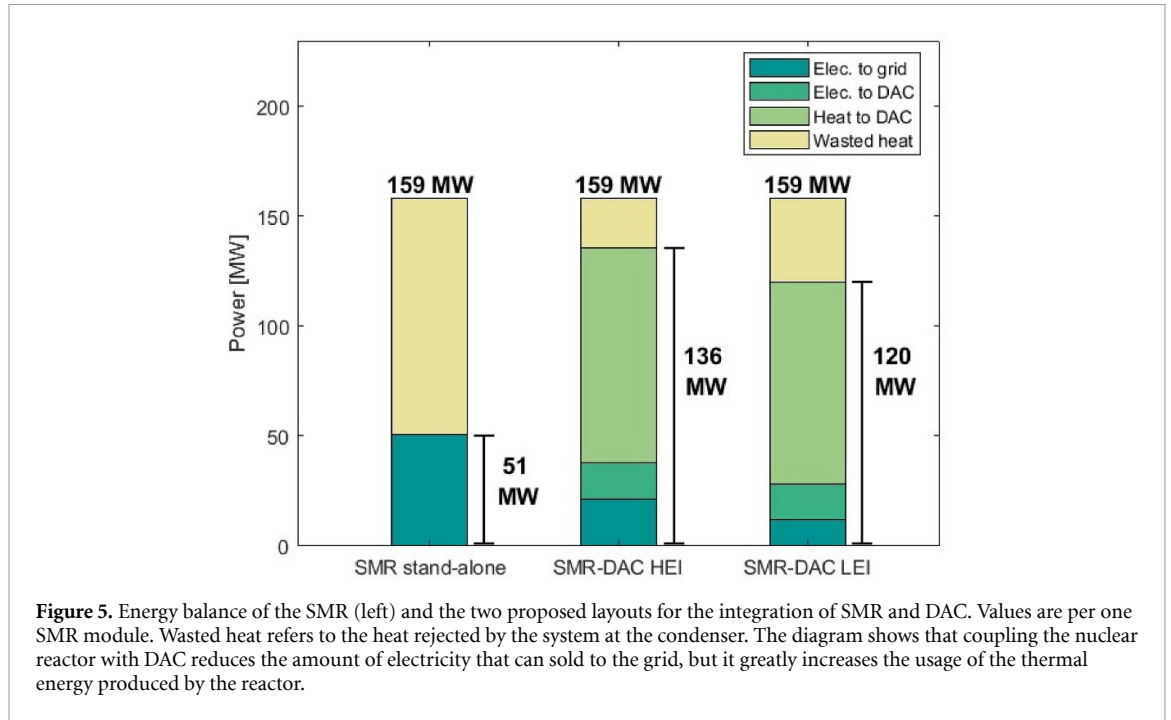 Elec. to grid
Elec. to DAC
Heat to DAC
Wasted heat
200
150
100
50
0
Power [MW]
159 MW
159 MW
159 MW
136
MW
120
MW
51
MW
SMR stand-alone
SMR-DAC HEI
SMR-DAC LEI
Figure 5. Energy balance of the SMR (left) and the two proposed layouts for the integration of SMR and DAC. Values are per one
SMR module. Wasted heat refers to the heat rejected by the system at the condenser. The diagram shows that coupling the nuclear
reactor with DAC reduces the amount of electricity that can sold to the grid, but it greatly increases the usage of the thermal
energy produced by the reactor.